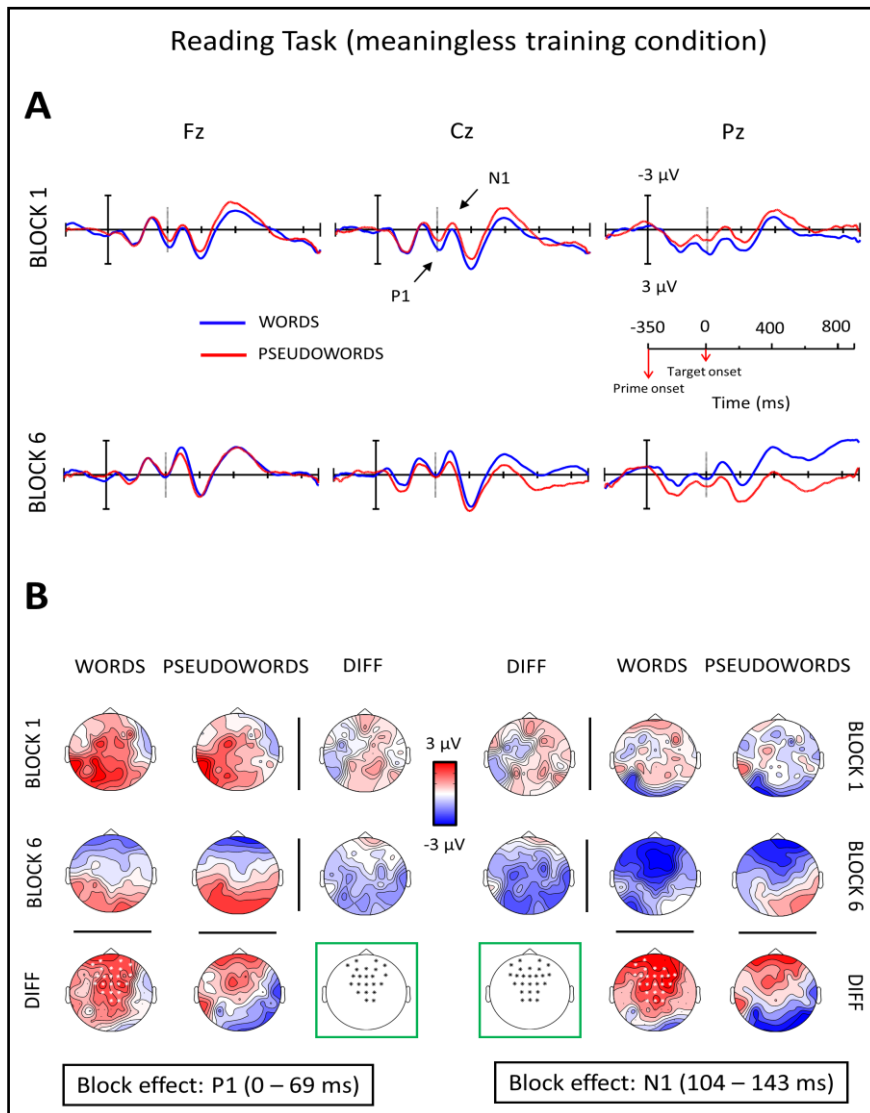 Reading Task (meaningless training condition)
A
Fz Cz Pz
BLOCK 1
-3 µV
N1
P1
3 µV
WORDS
PSEUDOWORDS
-350 0 400 800
Prime onset
Target onset
Time (ms)
BLOCK 6
B
WORDS PSEUDOWORDS DIFF DIFF WORDS PSEUDOWORDS
BLOCK 1 BLOCK 1
3 µV
-3 µV
BLOCK 6 BLOCK 6
DIFF DIFF
Block effect: P1 (0 – 69 ms) Block effect: N1 (104 – 143 ms)